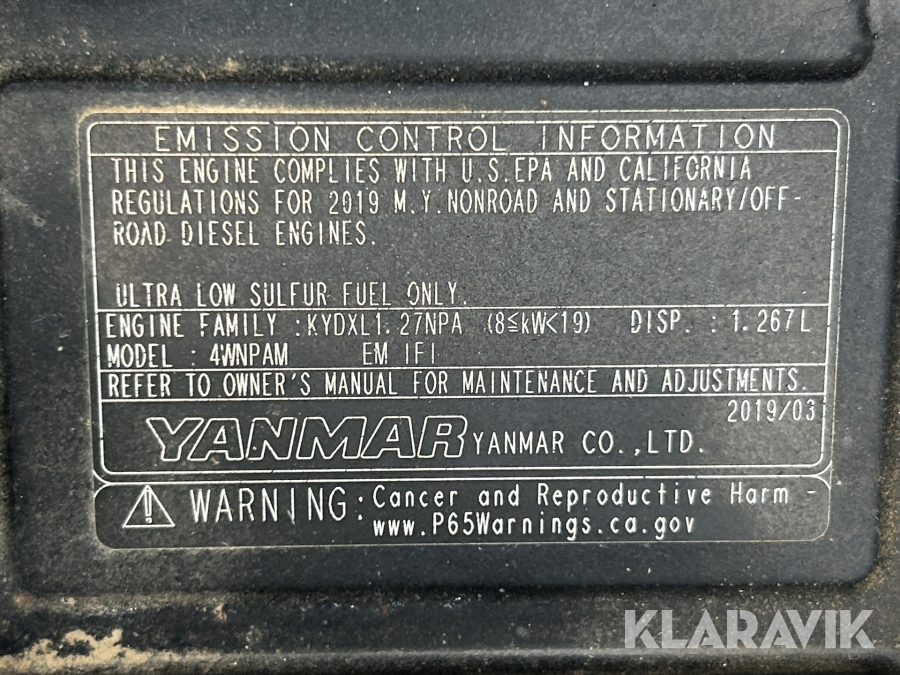 EMISSION CONTROL INFORMATION
THIS ENGINE COMPLIES WITH U.S.EPA AND CALIFORNIA
REGULATIONS FOR 2019 M.Y.NONROAD AND STATIONARY/OFF-
ROAD DIESEL ENGINES.
ULTRA LOW SULFUR FUEL ONLY.
ENGINE FAMILY :KYDXL1.27NPA (8≦kW<19) DISP. : 1.267L
MODEL : 4WNPAM EM IFI
REFER TO OWNER'S MANUAL FOR MAINTENANCE AND ADJUSTMENTS.
2019/03
YANMAR YANMAR CO.,LTD.
WARNING: Cancer and Reproductive Harm -
www.P65Warnings.ca.gov
KLARAVIK